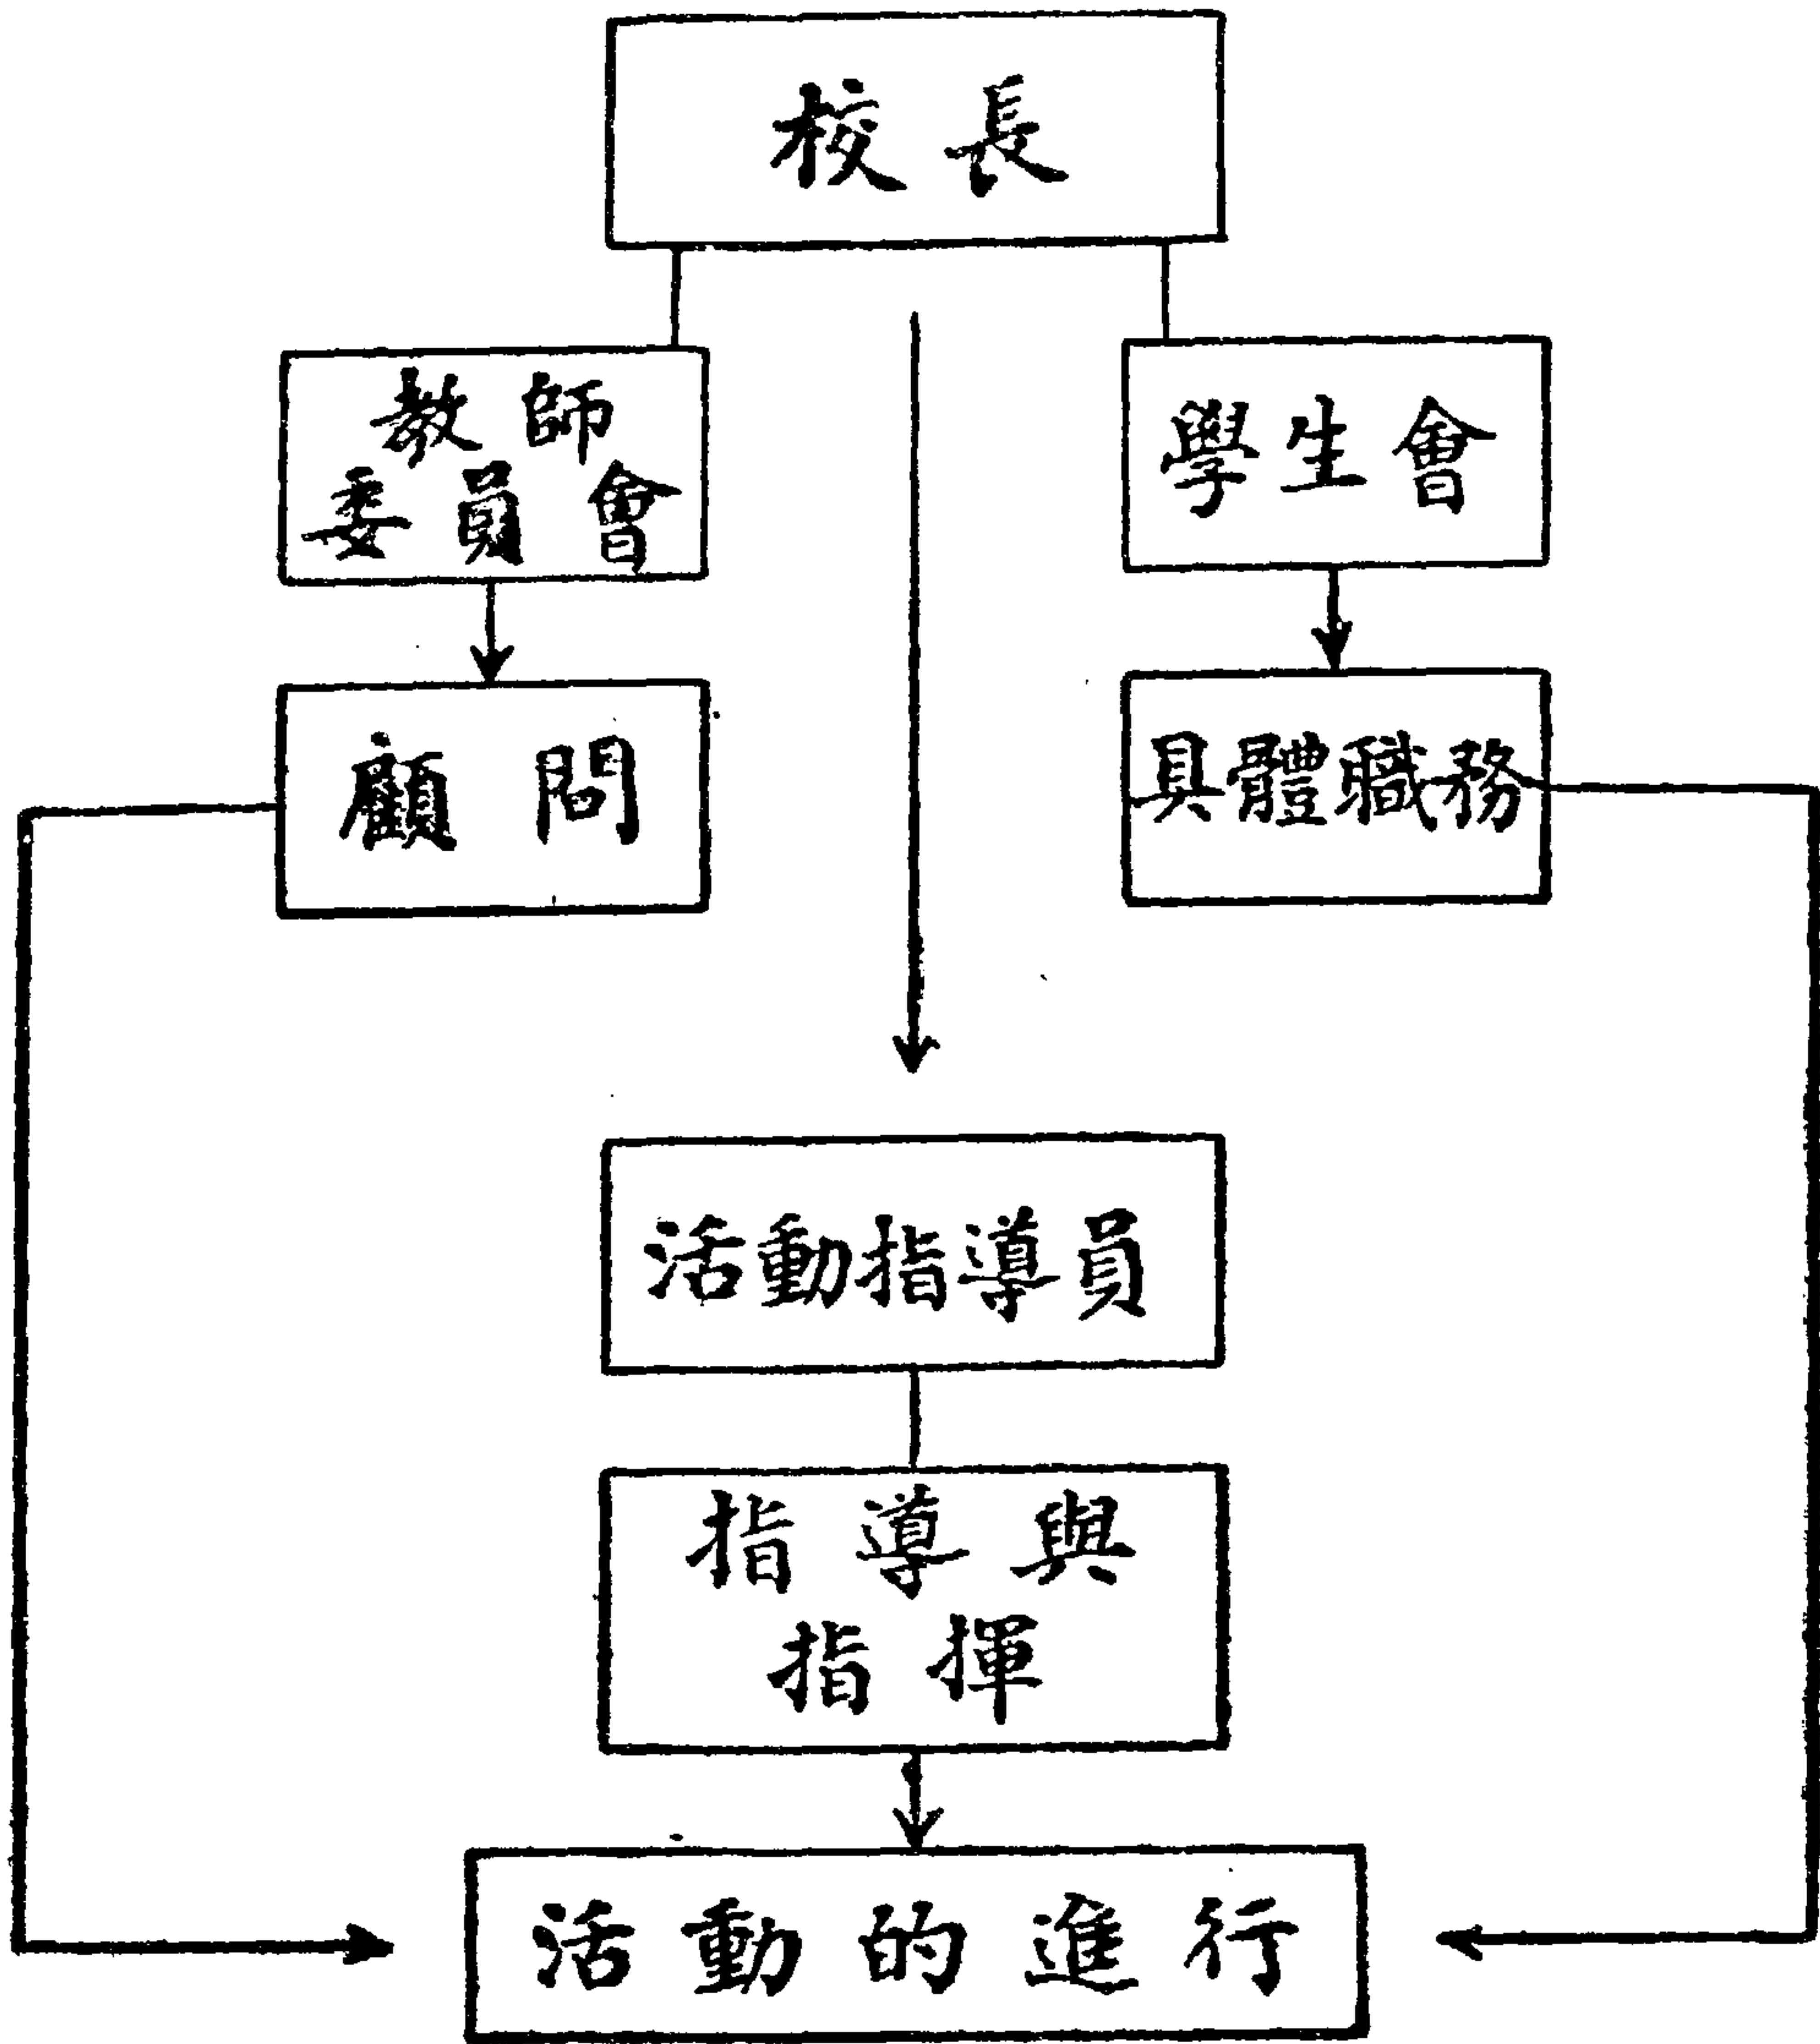 校長
教師
委員會
學生會
顧問
具體職務
活動指導員
指導與
指揮
活動的進行